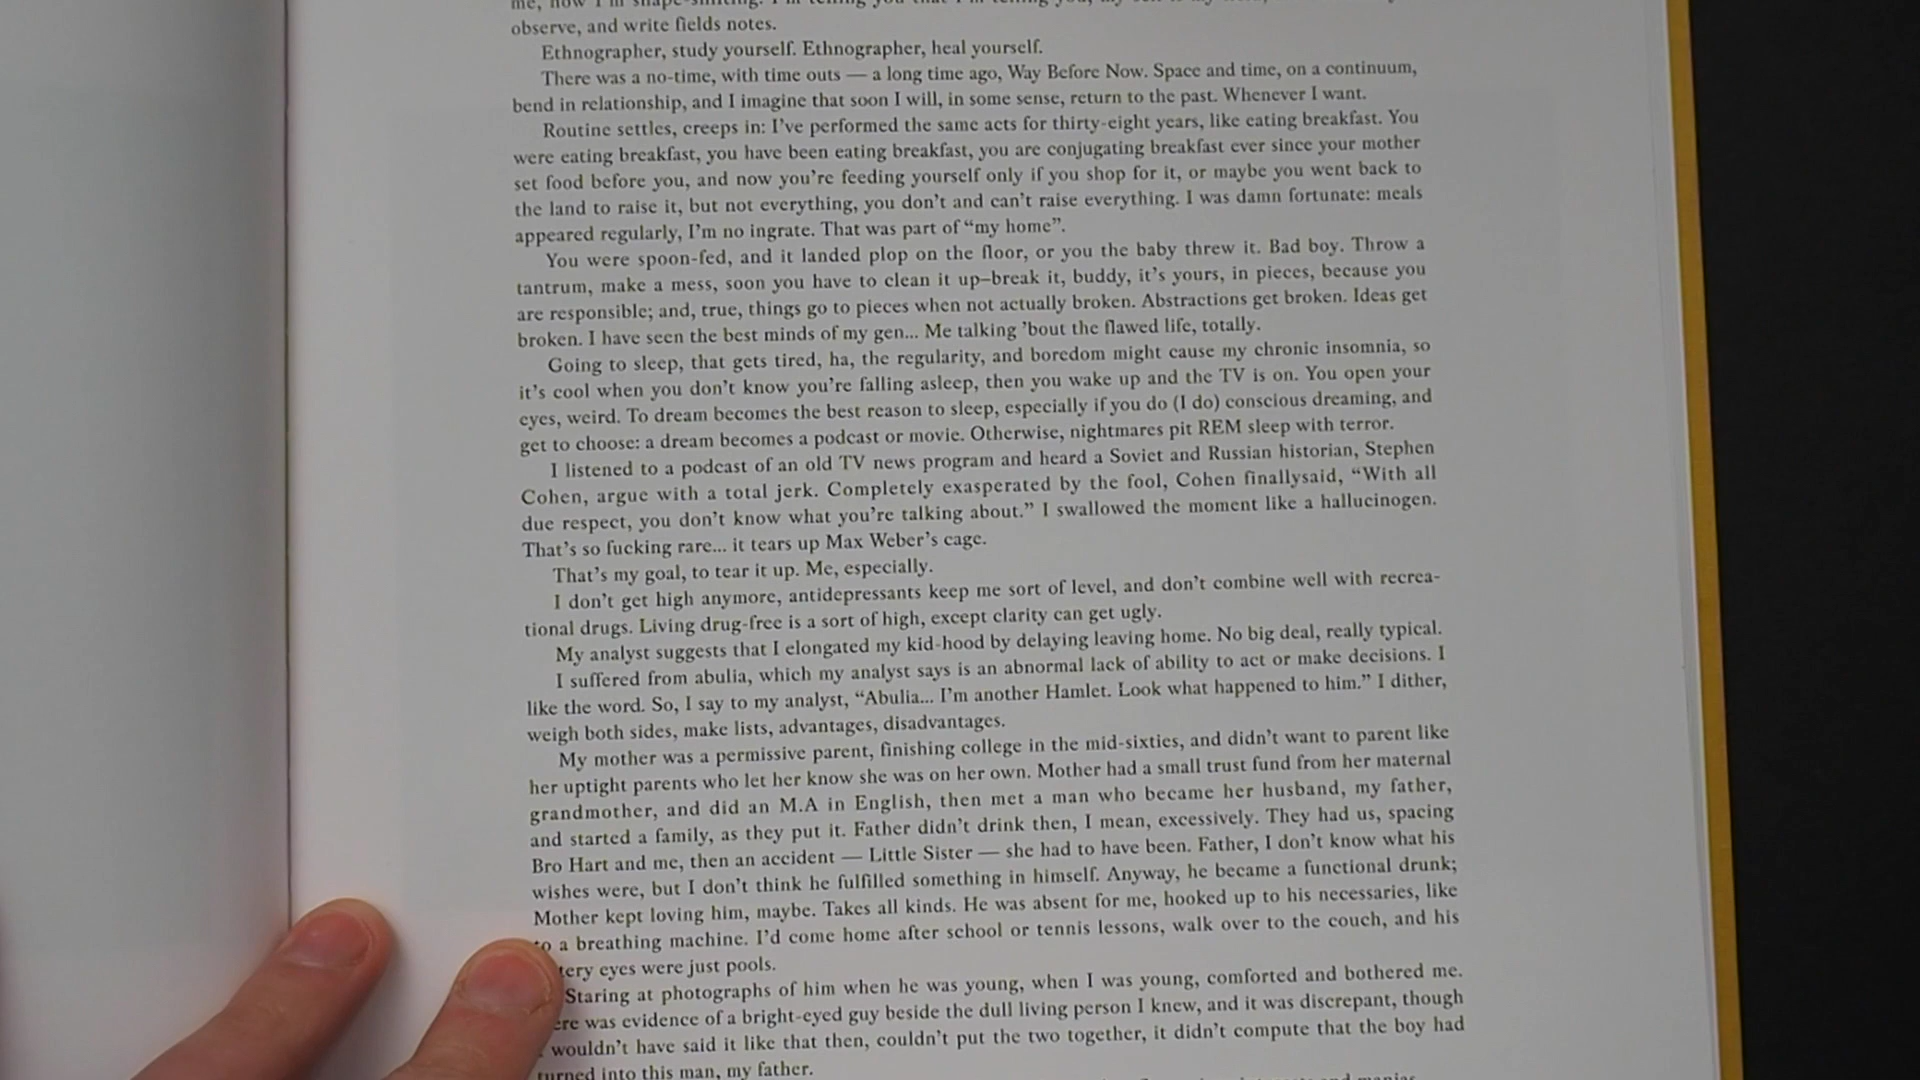 observe, and write fields notes.
Ethnographer, study yourself. Ethnographer, heal yourself.
There was a no-time, with time outs — a long time ago, Way Before Now. Space and time, on a continuum,
bend in relationship, and I imagine that soon I will, in some sense, return to the past. Whenever I want.
Routine settles, creeps in: I've performed the same acts for thirty-eight years, like eating breakfast. You
were eating breakfast, you have been eating breakfast, you are conjugating breakfast ever since your mother
set food before you, and now you're feeding yourself only if you shop for it, or maybe you went back to
the land to raise it, but not everything, you don't and can't raise everything. I was damn fortunate: meals
appeared regularly, I'm no ingrate. That was part of “my home”.
You were spoon-fed, and it landed plop on the floor, or you the baby threw it. Bad boy. Throw a
tantrum, make a mess, soon you have to clean it up–break it, buddy, it's yours, in pieces, because you
are responsible; and, true, things go to pieces when not actually broken. Abstractions get broken. Ideas get
broken. I have seen the best minds of my gen... Me talking ’bout the flawed life, totally.
Going to sleep, that gets tired, ha, the regularity, and boredom might cause my chronic insomnia, so
it's cool when you don't know you're falling asleep, then you wake up and the TV is on. You open your
eyes, weird. To dream becomes the best reason to sleep, especially if you do (I do) conscious dreaming, and
get to choose: a dream becomes a podcast or movie. Otherwise, nightmares pit REM sleep with terror.
I listened to a podcast of an old TV news program and heard a Soviet and Russian historian, Stephen
Cohen, argue with a total jerk. Completely exasperated by the fool, Cohen finallysaid, “With all
due respect, you don't know what you're talking about.” I swallowed the moment like a hallucinogen.
That's so fucking rare... it tears up Max Weber's cage.
That's my goal, to tear it up. Me, especially.
I don't get high anymore, antidepressants keep me sort of level, and don't combine well with recrea-
tional drugs. Living drug-free is a sort of high, except clarity can get ugly.
My analyst suggests that I elongated my kid-hood by delaying leaving home. No big deal, really typical.
I suffered from abulia, which my analyst says is an abnormal lack of ability to act or make decisions. I
like the word. So, I say to my analyst, “Abulia... I'm another Hamlet. Look what happened to him.” I dither,
weigh both sides, make lists, advantages, disadvantages.
My mother was a permissive parent, finishing college in the mid-sixties, and didn't want to parent like
her uptight parents who let her know she was on her own. Mother had a small trust fund from her maternal
grandmother, and did an M.A in English, then met a man who became her husband, my father,
and started a family, as they put it. Father didn't drink then, I mean, excessively. They had us, spacing
Bro Hart and me, then an accident — Little Sister — she had to have been. Father, I don't know what his
wishes were, but I don't think he fulfilled something in himself. Anyway, he became a functional drunk;
Mother kept loving him, maybe. Takes all kinds. He was absent for me, hooked up to his necessaries, like
to a breathing machine. I'd come home after school or tennis lessons, walk over to the couch, and his
tery eyes were just pools.
Staring at photographs of him when he was young, when I was young, comforted and bothered me.
ere was evidence of a bright-eyed guy beside the dull living person I knew, and it was discrepant, though
wouldn't have said it like that then, couldn't put the two together, it didn't compute that the boy had
turned into this man, my father.